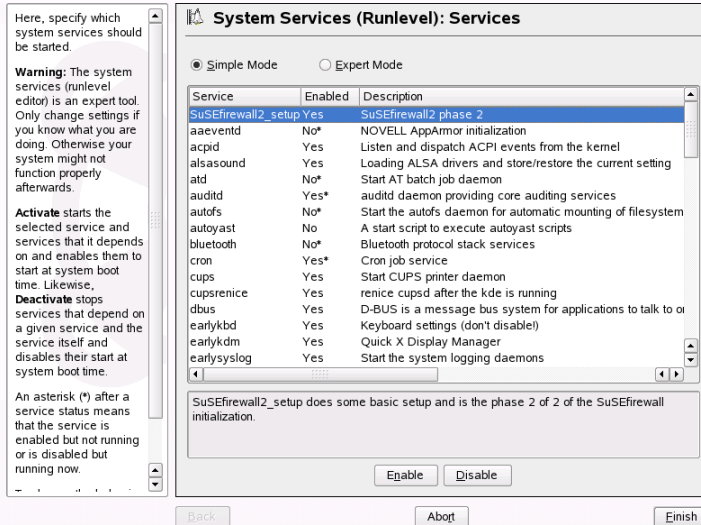 Here, specify which
system services should
be started.
Warning: The system
services (runlevel
editor) is an expert tool.
Only change settings if
you know what you are
doing. Otherwise your
system might not
function properly
afterwards.
Activate starts the
selected service and
services that it depends
on and enables them to
start at system boot
time. Likewise,
Deactivate stops
services that depend on
a given service and the
service itself and
disables their start at
system boot time.
An asterisk (*) after a
service status means
that the service is
enabled but not running
or is disabled but
running now.
System Services (Runlevel): Services
Simple Mode Expert Mode
Service Enabled Description
SuSEfirewall2_setup Yes SuSEfirewall2 phase 2
aaeventd No* NOVELL AppArmor initialization
acpid Yes Listen and dispatch ACPI events from the kernel
alsasound Yes Loading ALSA drivers and store/restore the current setting
atd No* Start AT batch job daemon
auditd Yes* auditd daemon providing core auditing services
autofs No* Start the autofs daemon for automatic mounting of filesystem
autoyast No A start script to execute autoyast scripts
bluetooth No* Bluetooth protocol stack services
cron Yes* Cron job service
cups Yes Start CUPS printer daemon
cupsrenice Yes renice cupsd after the kde is running
dbus Yes D-BUS is a message bus system for applications to talk to
earlykbd Yes Keyboard settings (don't disable!)
earlykdm Yes Quick X Display Manager
earlysyslog Yes Start the system logging daemons
SuSEfirewall2_setup does some basic setup and is the phase 2 of 2 of the SuSEfirewall
initialization.
Enable Disable
Back Abort Finish